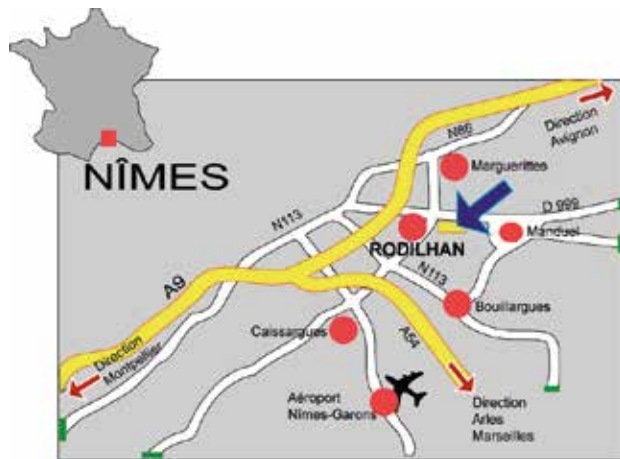 N86
Direction
Avignon
Marguerittes
NÎMES
D 999
N113
Manduel
RODILHAN
N113
A9
Bouillargues
Direction
Montpellier
Caissargues
A54
Aéroport
Nîmes-Garons
Direction
Arles
Marseilles